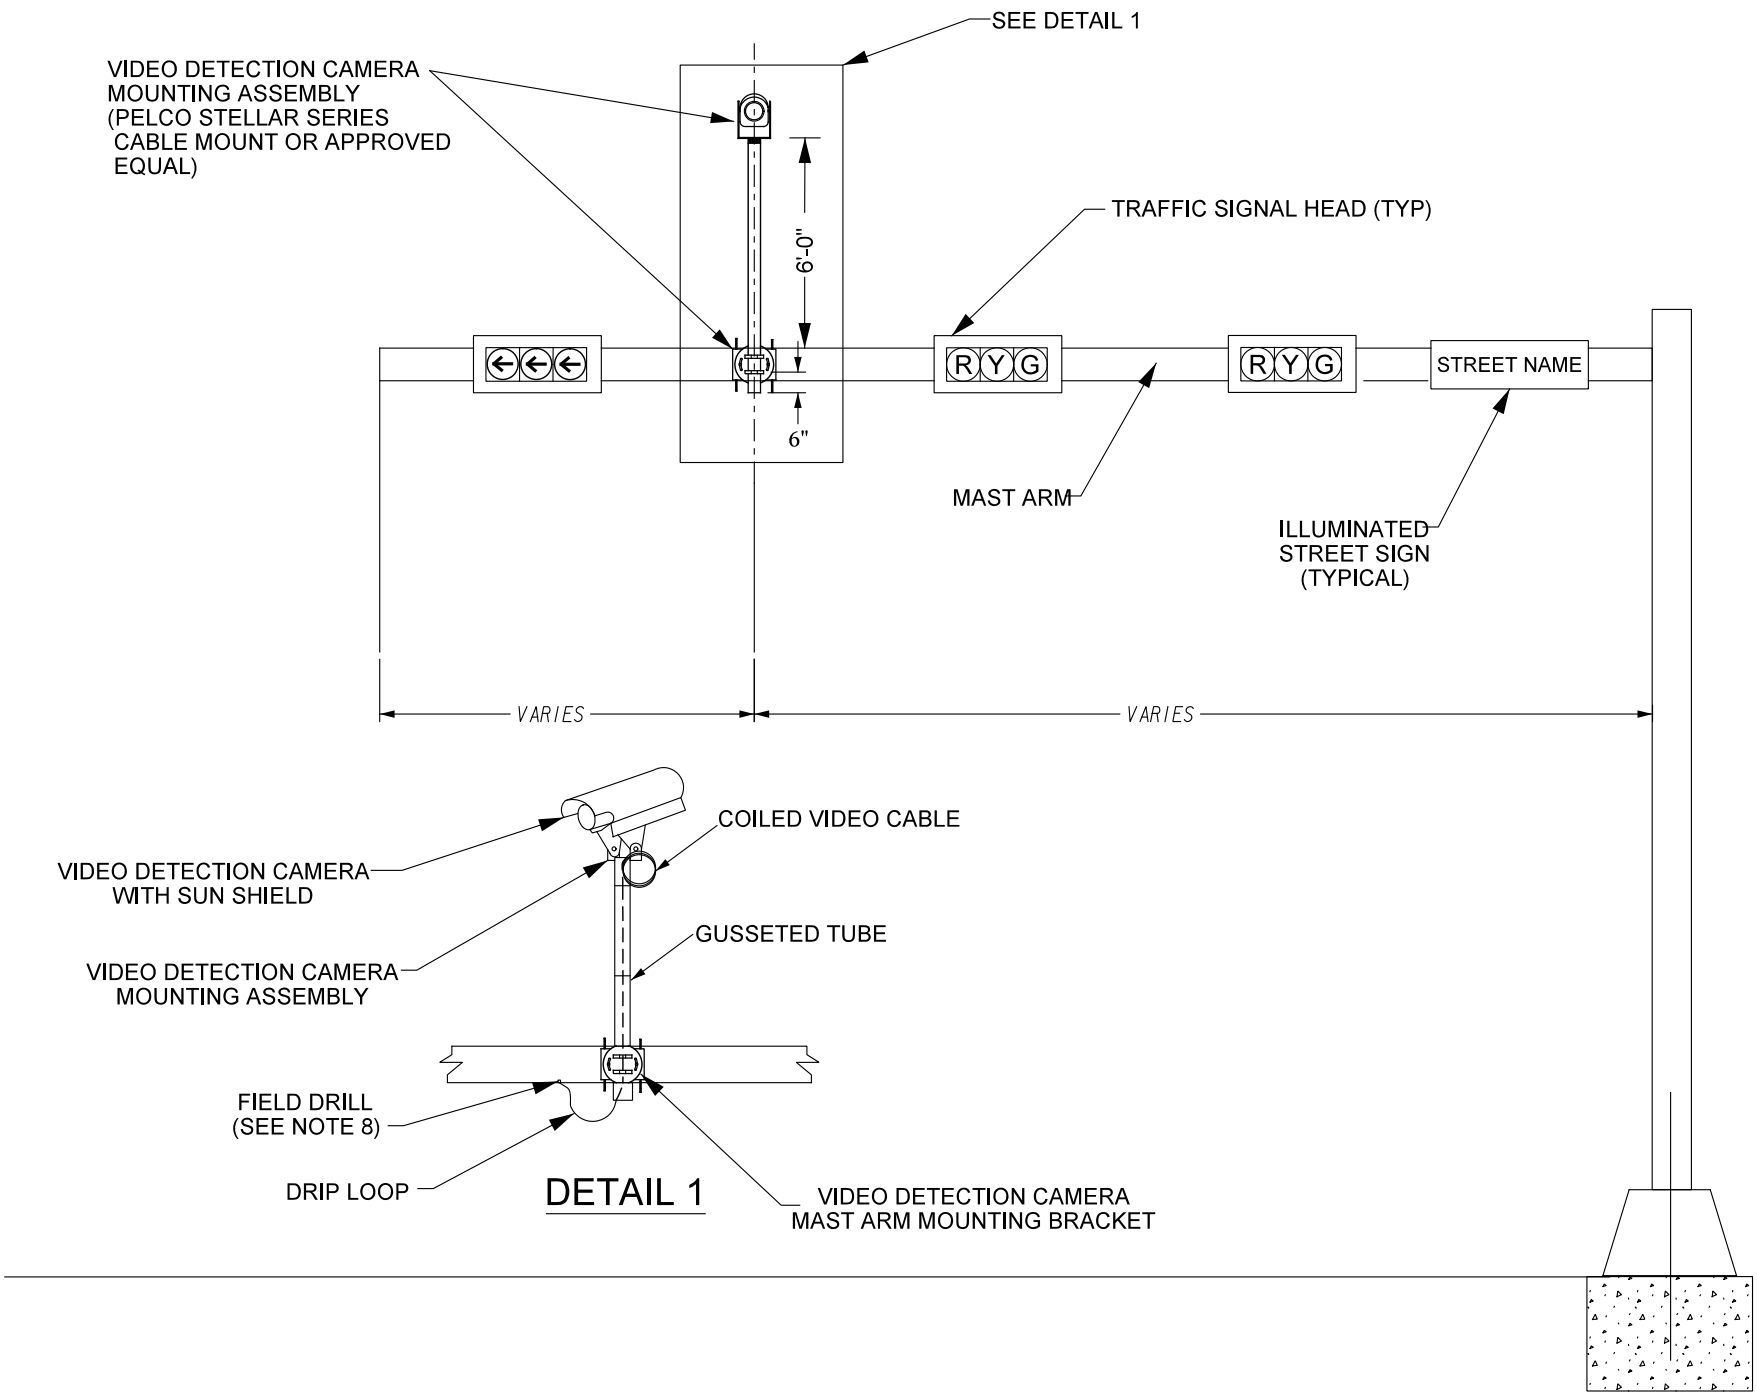 SEE DETAIL 1
VIDEO DETECTION CAMERA
MOUNTING ASSEMBLY
(PELCO STELLAR SERIES
CABLE MOUNT OR APPROVED
EQUAL)
TRAFFIC SIGNAL HEAD (TYP)
6'-0"
R Y G
R Y G
STREET NAME
6"
MAST ARM
ILLUMINATED
STREET SIGN
(TYPICAL)
VARIES
VARIES
COILED VIDEO CABLE
VIDEO DETECTION CAMERA
WITH SUN SHIELD
GUSSETED TUBE
VIDEO DETECTION CAMERA
MOUNTING ASSEMBLY
FIELD DRILL
(SEE NOTE 8)
DRIP LOOP
DETAIL 1
VIDEO DETECTION CAMERA
MAST ARM MOUNTING BRACKET